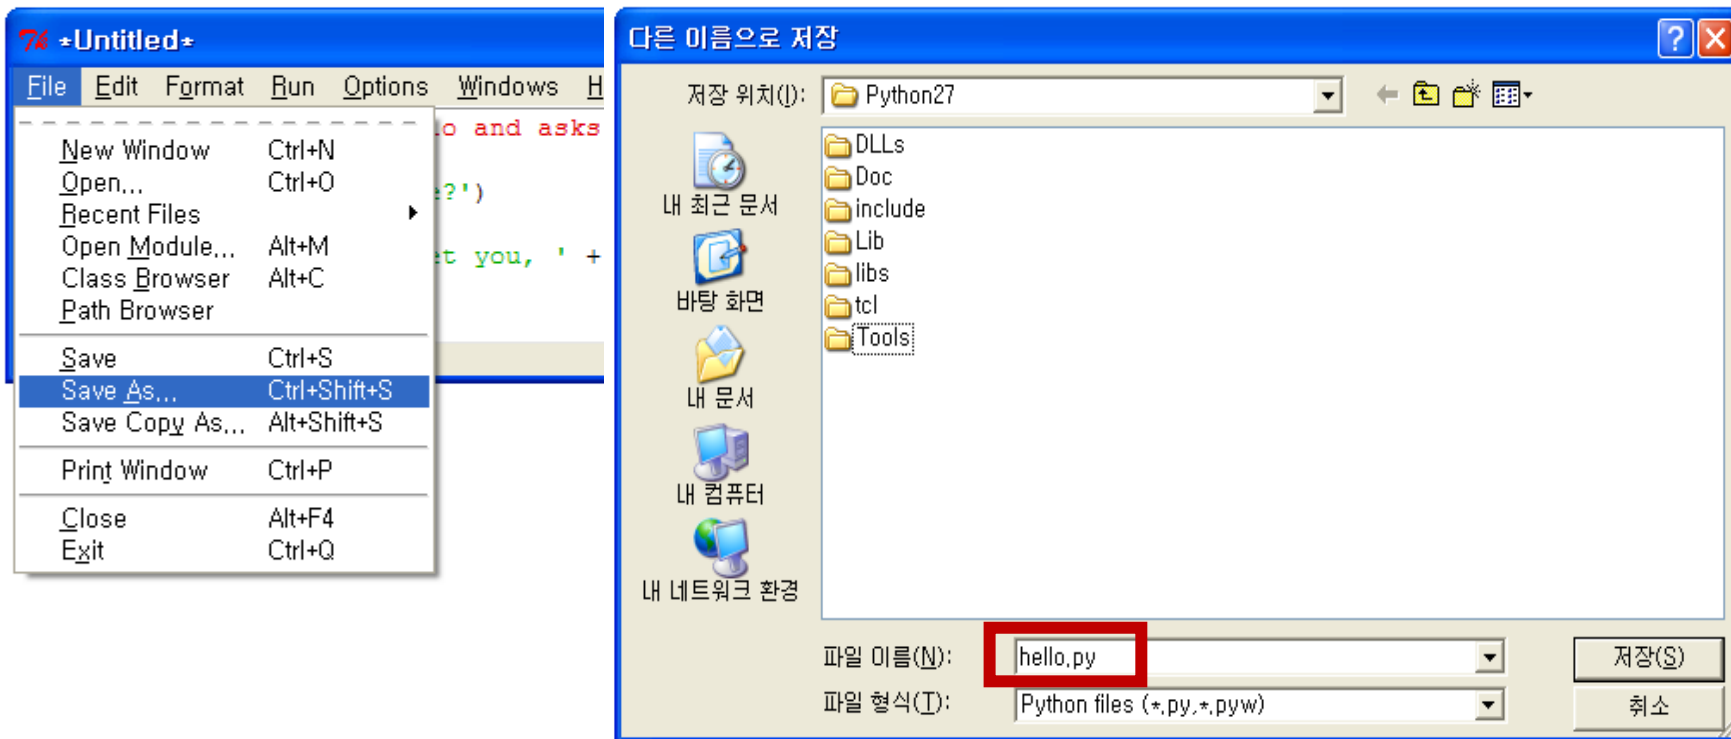 *Untitled*
File Edit Format Run Options Windows H
lo and asks
New Window Ctrl+N
Open... Ctrl+O
e?')
Recent Files
Open Module... Alt+M
et you, ' +
Class Browser Alt+C
Path Browser
Save Ctrl+S
Save As... Ctrl+Shift+S
Save Copy As... Alt+Shift+S
Print Window Ctrl+P
Close Alt+F4
Exit Ctrl+Q
다른 이름으로 저장
저장 위치(I): Python27
내 최근 문서
바탕 화면
내 문서
내 컴퓨터
내 네트워크 환경
DLLs
Doc
include
Lib
libs
tcl
Tools
파일 이름(N): hello.py 저장(S)
파일 형식(T): Python files (*.py,*.pyw) 취소